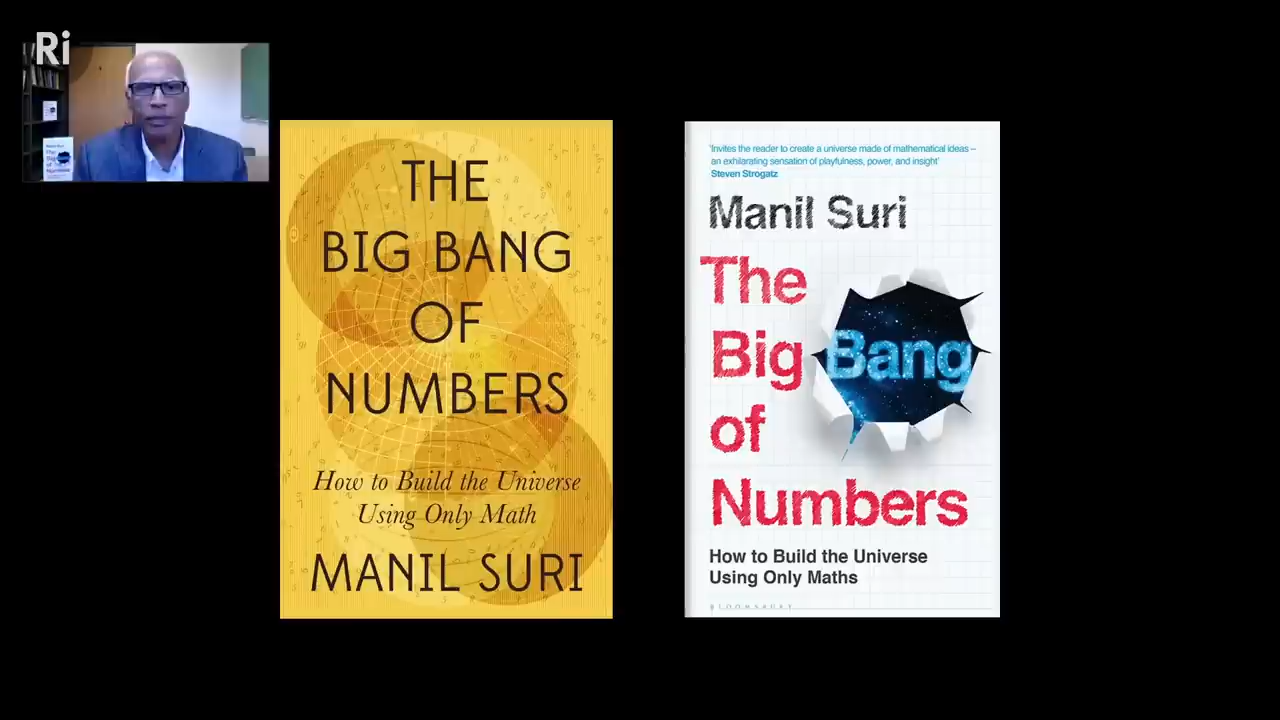 Ri
THE
BIG BANG
OF
NUMBERS
How to Build the Universe
Using Only Math
MANIL SURI
'Invites the reader to create a universe made of mathematical ideas –
an exhilarating sensation of playfulness, power, and insight'
Steven Strogatz
Manil Suri
The
Big Bang
of
Numbers
How to Build the Universe
Using Only Maths
BLOOMSBURY